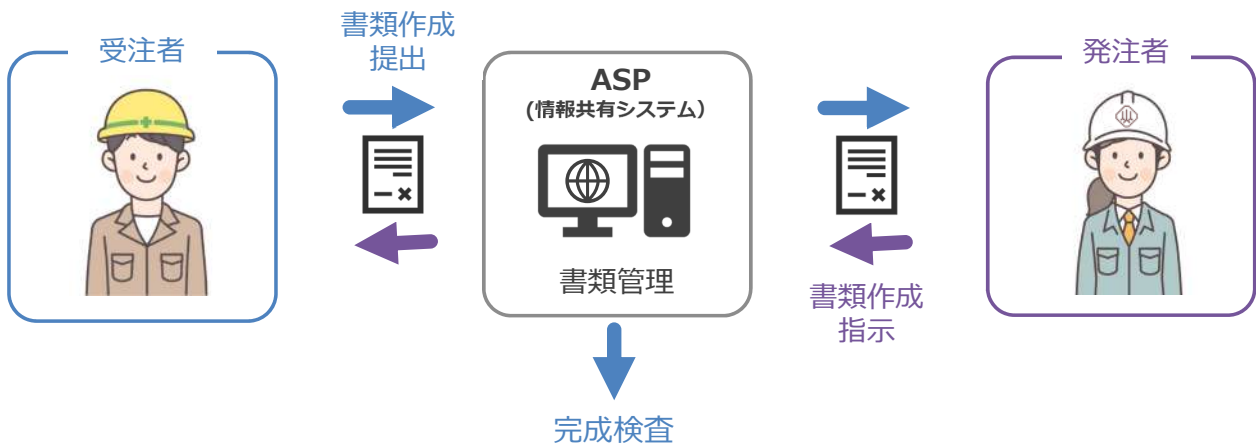 受注者
書類作成
提出
ASP
(情報共有システム）
書類管理
発注者
書類作成
指示
完成検査